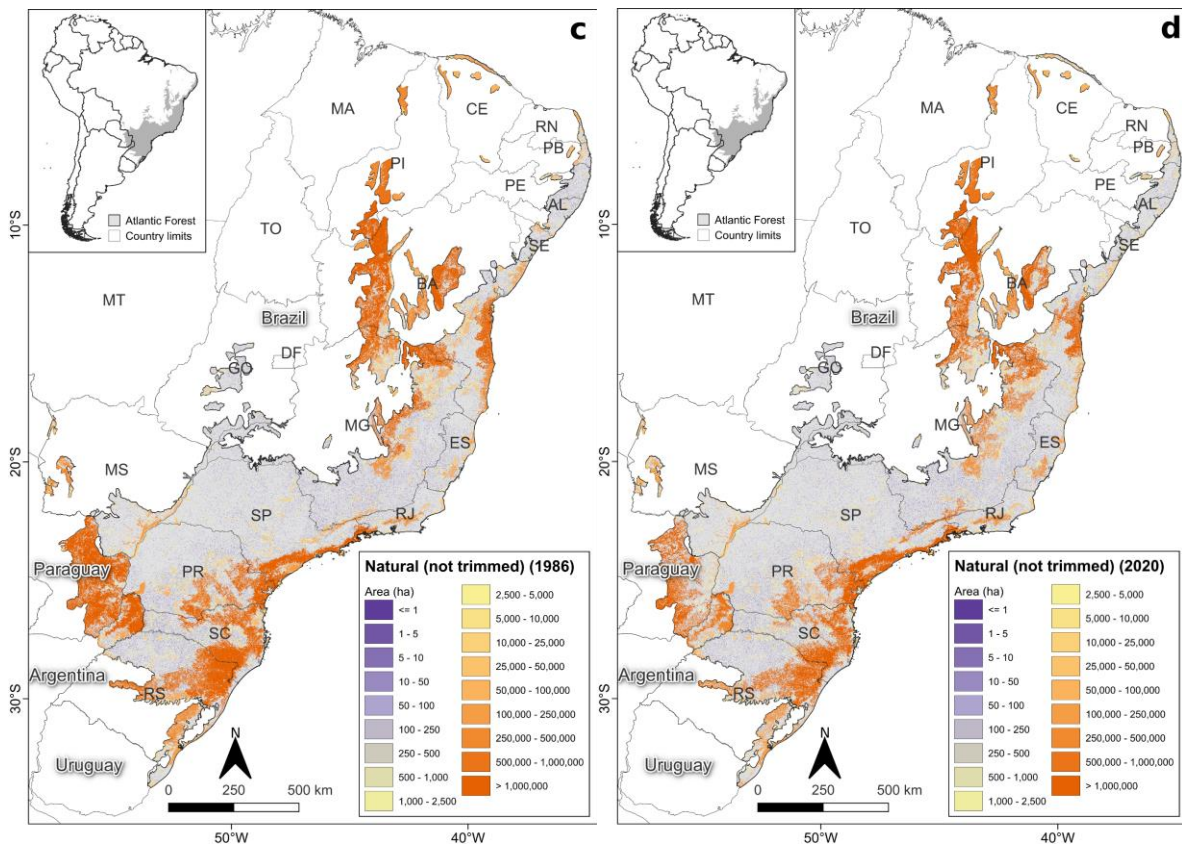 c
Atlantic Forest
Country limits
MA
CE
RN
PB
PI
PE
AL
10°S
TO
SE
BA
MT
Brazil
DF
GO
MG
ES
20°S
MS
SP
RJ
Paraguay
PR
SC
Argentina
RS
30°S
Uruguay
N
0 250 500 km
Natural (not trimmed) (1986)
Area (ha)
<= 1
1 - 5
5 - 10
10 - 50
50 - 100
100 - 250
250 - 500
500 - 1,000
1,000 - 2,500
2,500 - 5,000
5,000 - 10,000
10,000 - 25,000
25,000 - 50,000
50,000 - 100,000
100,000 - 250,000
250,000 - 500,000
500,000 - 1,000,000
> 1,000,000
50°W 40°W
d
Atlantic Forest
Country limits
MA
CE
RN
PB
PI
PE
AL
10°S
TO
SE
BA
MT
Brazil
DF
GO
MG
ES
20°S
MS
SP
RJ
Paraguay
PR
SC
Argentina
RS
30°S
Uruguay
N
0 250 500 km
Natural (not trimmed) (2020)
Area (ha)
<= 1
1 - 5
5 - 10
10 - 50
50 - 100
100 - 250
250 - 500
500 - 1,000
1,000 - 2,500
2,500 - 5,000
5,000 - 10,000
10,000 - 25,000
25,000 - 50,000
50,000 - 100,000
100,000 - 250,000
250,000 - 500,000
500,000 - 1,000,000
> 1,000,000
50°W 40°W